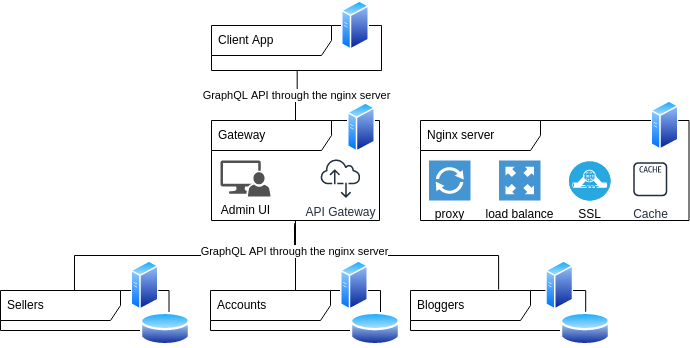 Client App
GraphQL API through the nginx server
Gateway
Nginx server
CACHE
Admin UI
API Gateway
proxy
load balance
SSL
Cache
GraphQL API through the nginx server
Sellers
Accounts
Bloggers